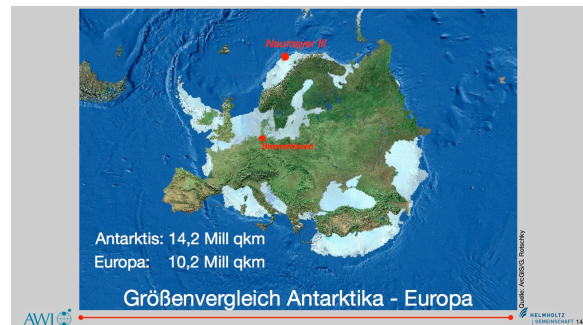 Neumayer III
Bremerhaven
Antarktis: 14,2 Mill qkm
Europa: 10,2 Mill qkm
Quelle: ArcGIS/G. Rotschky
Größenvergleich Antarktika - Europa
AWI
HELMHOLTZ
GEMEINSCHAFT 14